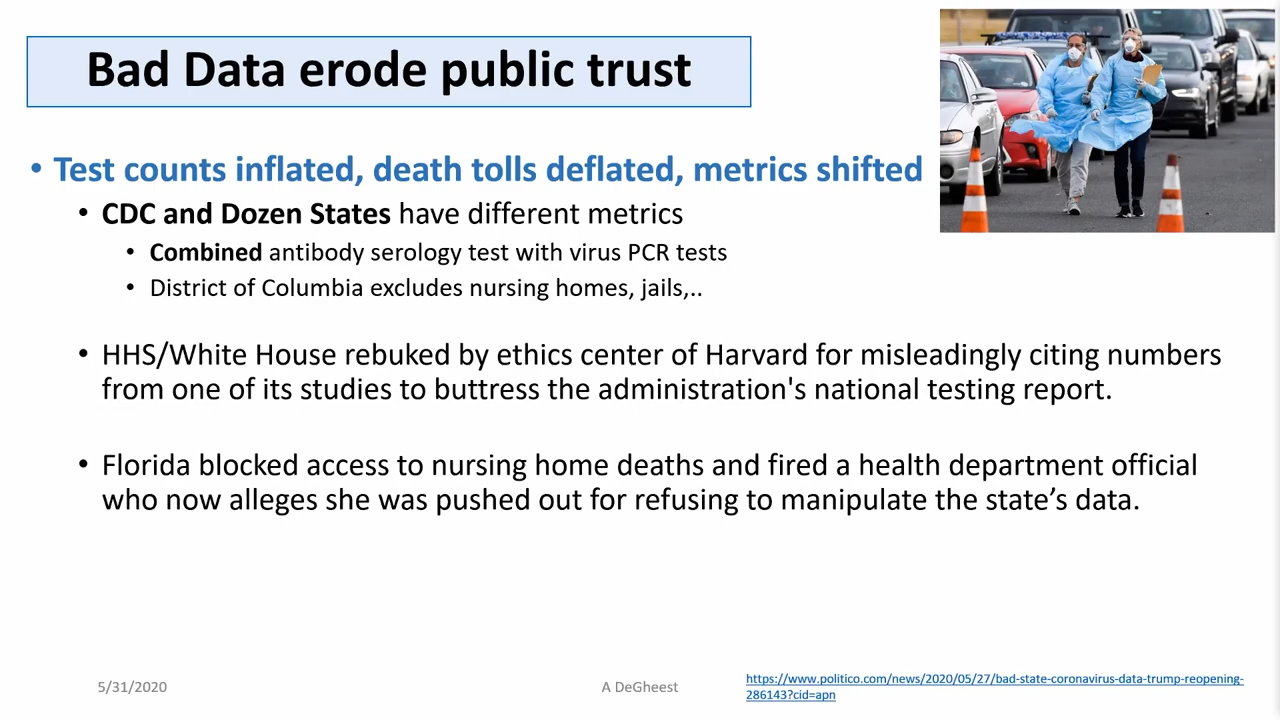 Bad Data erode public trust
• Test counts inflated, death tolls deflated, metrics shifted
• CDC and Dozen States have different metrics
• Combined antibody serology test with virus PCR tests
• District of Columbia excludes nursing homes, jails,..
• HHS/White House rebuked by ethics center of Harvard for misleadingly citing numbers
from one of its studies to buttress the administration's national testing report.
• Florida blocked access to nursing home deaths and fired a health department official
who now alleges she was pushed out for refusing to manipulate the state’s data.
5/31/2020
A DeGheest
https://www.politico.com/news/2020/05/27/bad-state-coronavirus-data-trump-reopening-
286143?cid=apn